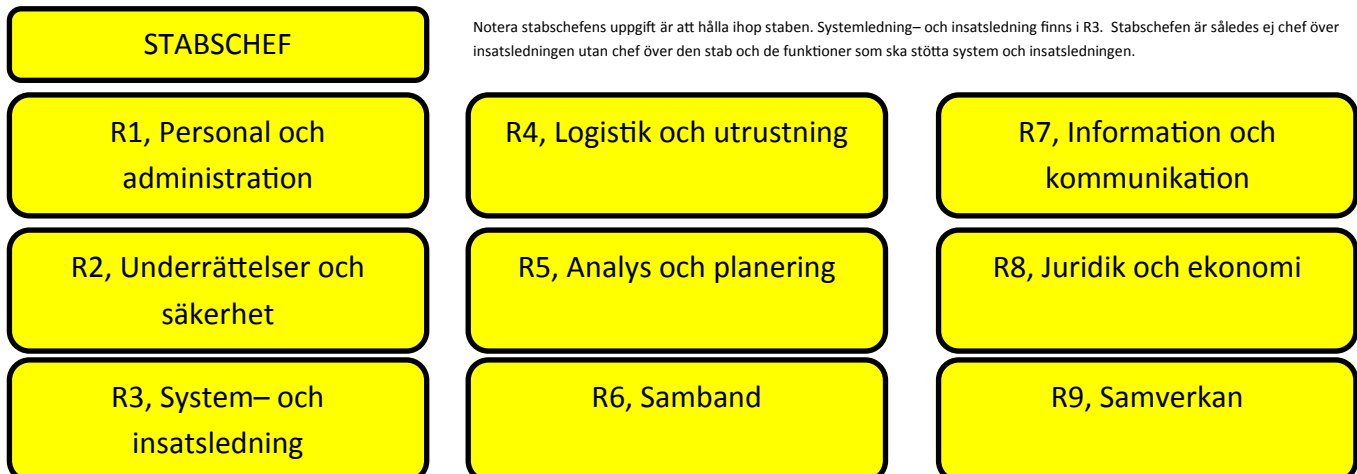 STABSCHEF
Notera stabschefens uppgift är att hålla ihop staben. Systemledning– och insatsledning finns i R3. Stabschefen är således ej chef över
insatsledningen utan chef över den stab och de funktioner som ska stötta system och insatsledningen.
R1, Personal och
administration
R2, Underrättelser och
säkerhet
R3, System– och
insatsledning
R4, Logistik och utrustning
R5, Analys och planering
R6, Samband
R7, Information och
kommunikation
R8, Juridik och ekonomi
R9, Samverkan